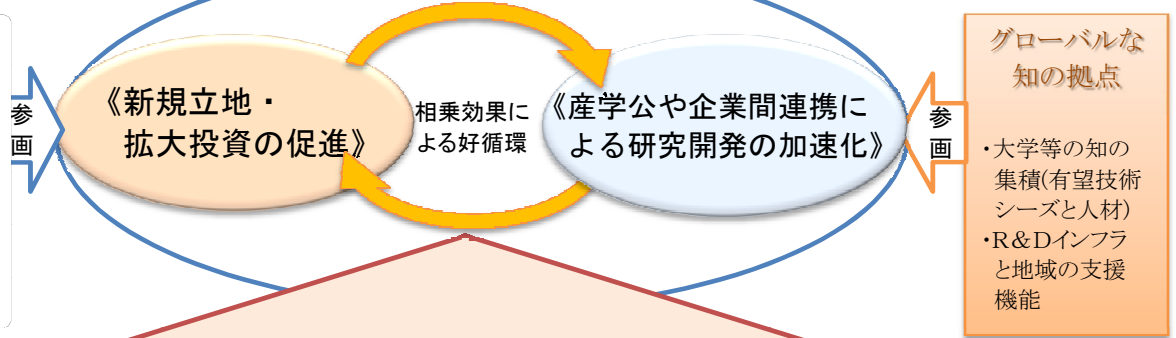 参
画
《新規立地・
拡大投資の促進》
相乗効果に
よる好循環
《産学公や企業間連携に
よる研究開発の加速化》
参
画
グローバルな
知の拠点
・大学等の知の
集積(有望技術
シーズと人材)
・R&Dインフラ
と地域の支援
機能